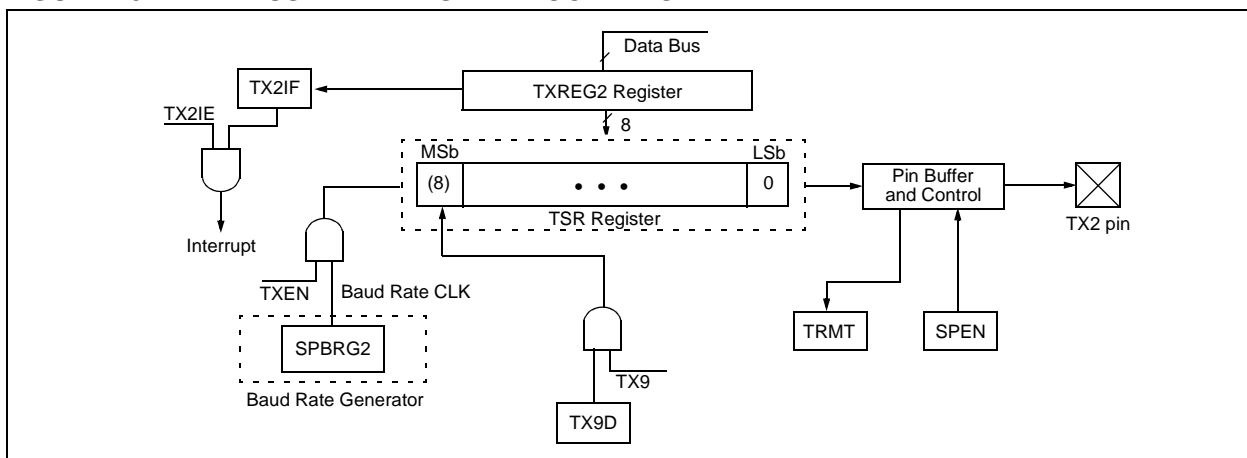 Data Bus
TX2IF
TXREG2 Register
TX2IE
8
MSb
LSb
(8)
• • •
0
Pin Buffer
and Control
TSR Register
TX2 pin
Interrupt
TXEN
Baud Rate CLK
TRMT
SPEN
SPBRG2
TX9
Baud Rate Generator
TX9D